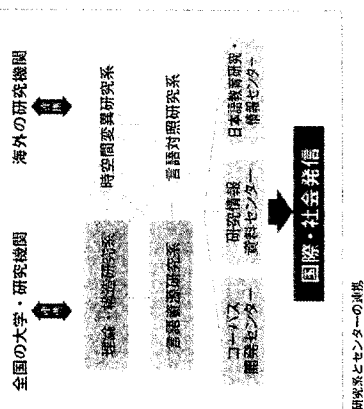 全国の大学・研究機関
海外の研究機関
理論・構造研究系
時空間変異研究系
言語資源研究系
言語対照研究系
コーパス
開発センター
研究情報
資料センター
日本語教育研究・
情報センター
国際・社会発信
研究系とセンターの連携